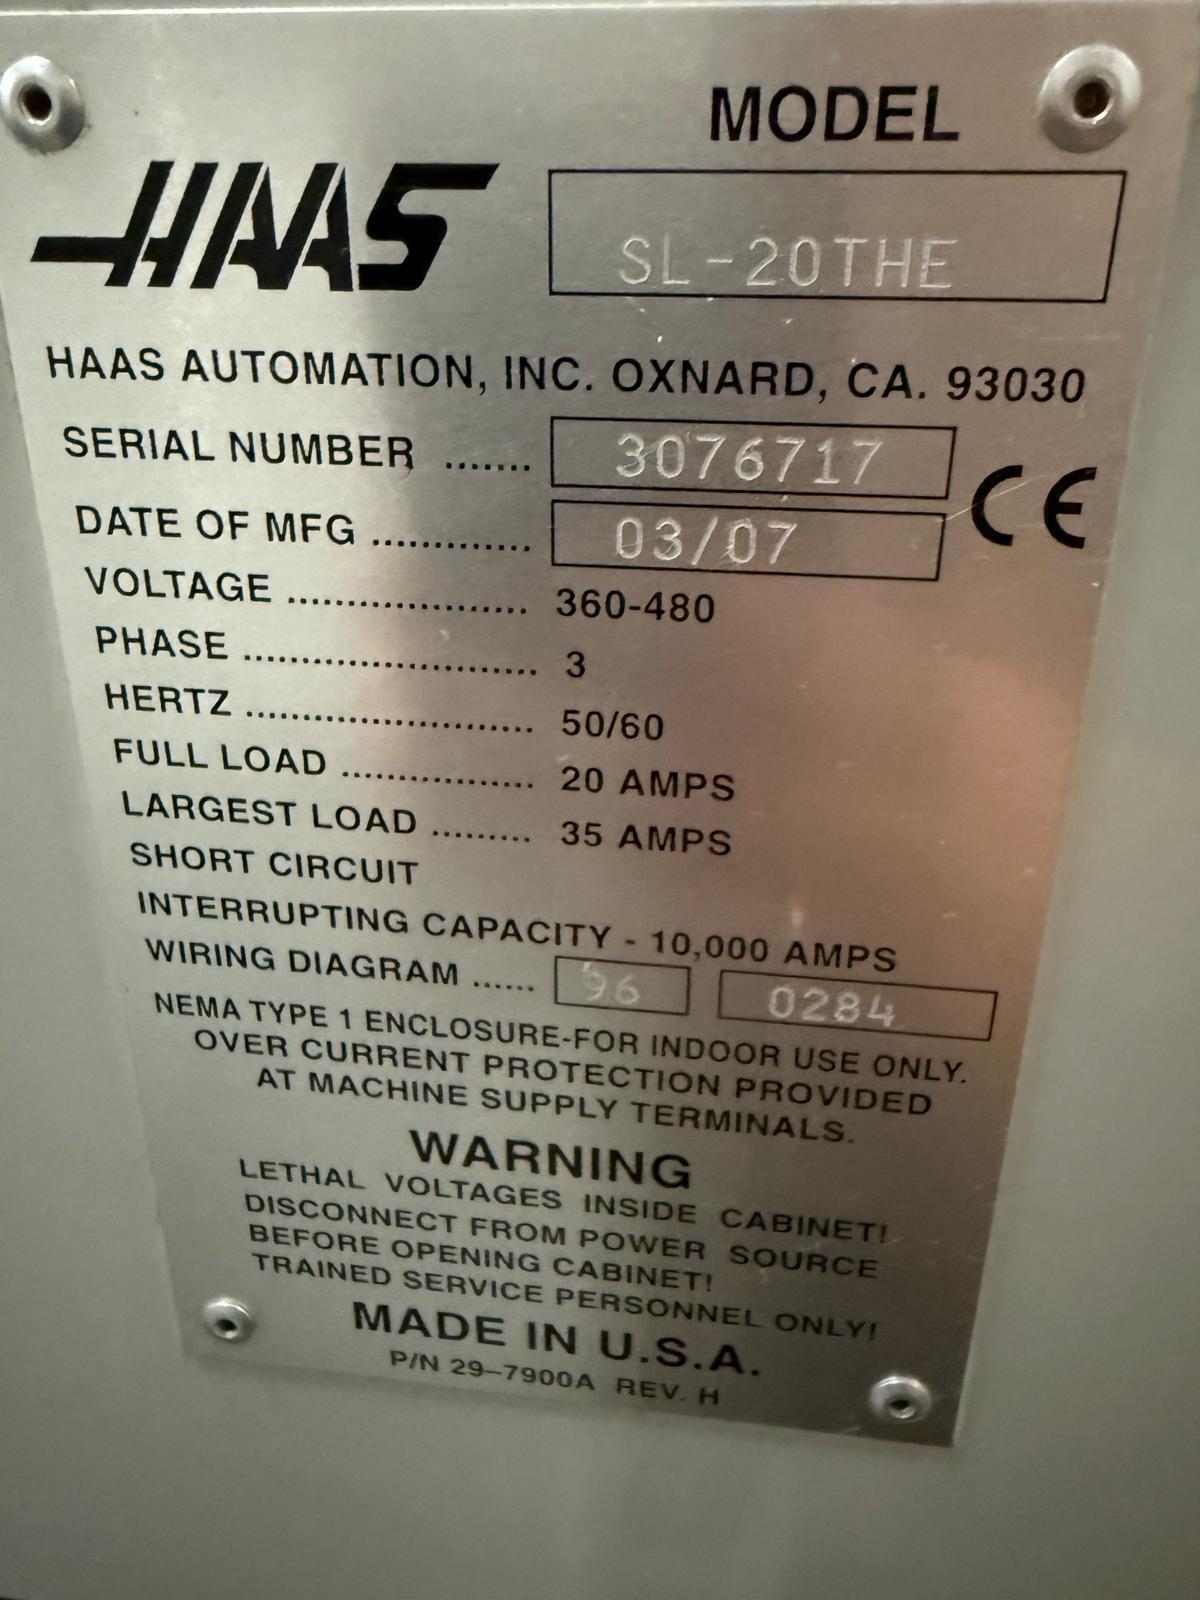 MODEL
HAAS
SL-20THE
HAAS AUTOMATION, INC. OXNARD, CA. 93030
SERIAL NUMBER ....... 3076717
CE
DATE OF MFG ............. 03/07
VOLTAGE ..................... 360-480
PHASE ......................... 3
HERTZ ......................... 50/60
FULL LOAD ................. 20 AMPS
LARGEST LOAD ......... 35 AMPS
SHORT CIRCUIT
INTERRUPTING CAPACITY - 10,000 AMPS
WIRING DIAGRAM ...... 96 0284
NEMA TYPE 1 ENCLOSURE-FOR INDOOR USE ONLY.
OVER CURRENT PROTECTION PROVIDED
AT MACHINE SUPPLY TERMINALS.
WARNING
LETHAL VOLTAGES INSIDE CABINET!
DISCONNECT FROM POWER SOURCE
BEFORE OPENING CABINET!
TRAINED SERVICE PERSONNEL ONLY!
MADE IN U.S.A.
P/N 29-7900A REV. H